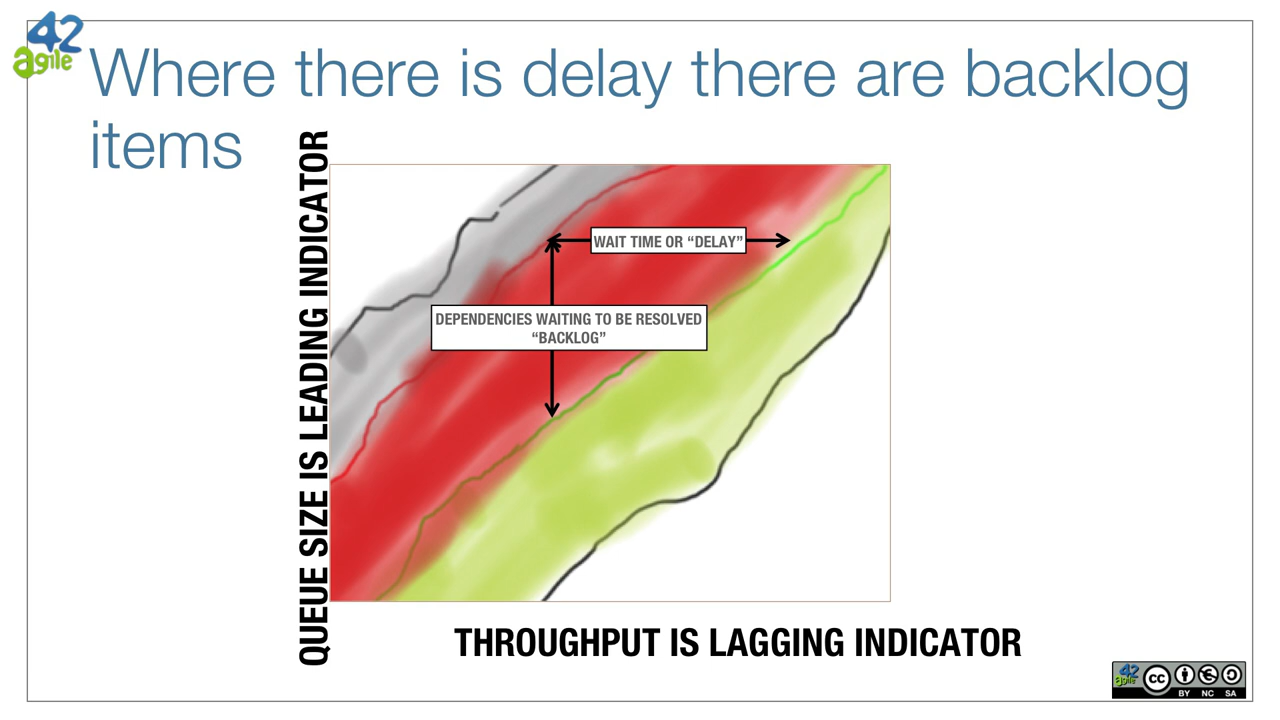 42
agile
Where there is delay there are backlog
items
QUEUE SIZE IS LEADING INDICATOR
WAIT TIME OR “DELAY”
DEPENDENCIES WAITING TO BE RESOLVED
“BACKLOG”
THROUGHPUT IS LAGGING INDICATOR
42
agile
cc
BY NC SA